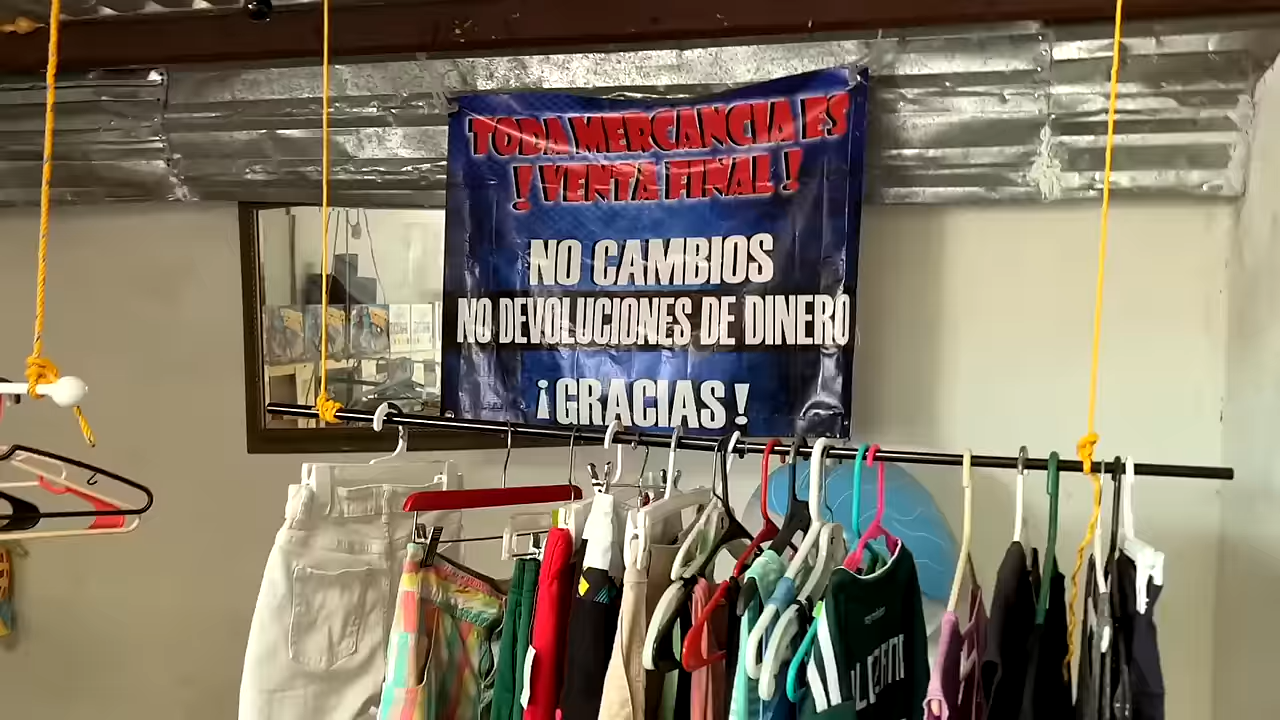 TODA MERCANCIA ES
! VENTA FINAL !
NO CAMBIOS
NO DEVOLUCIONES DE DINERO
¡GRACIAS!